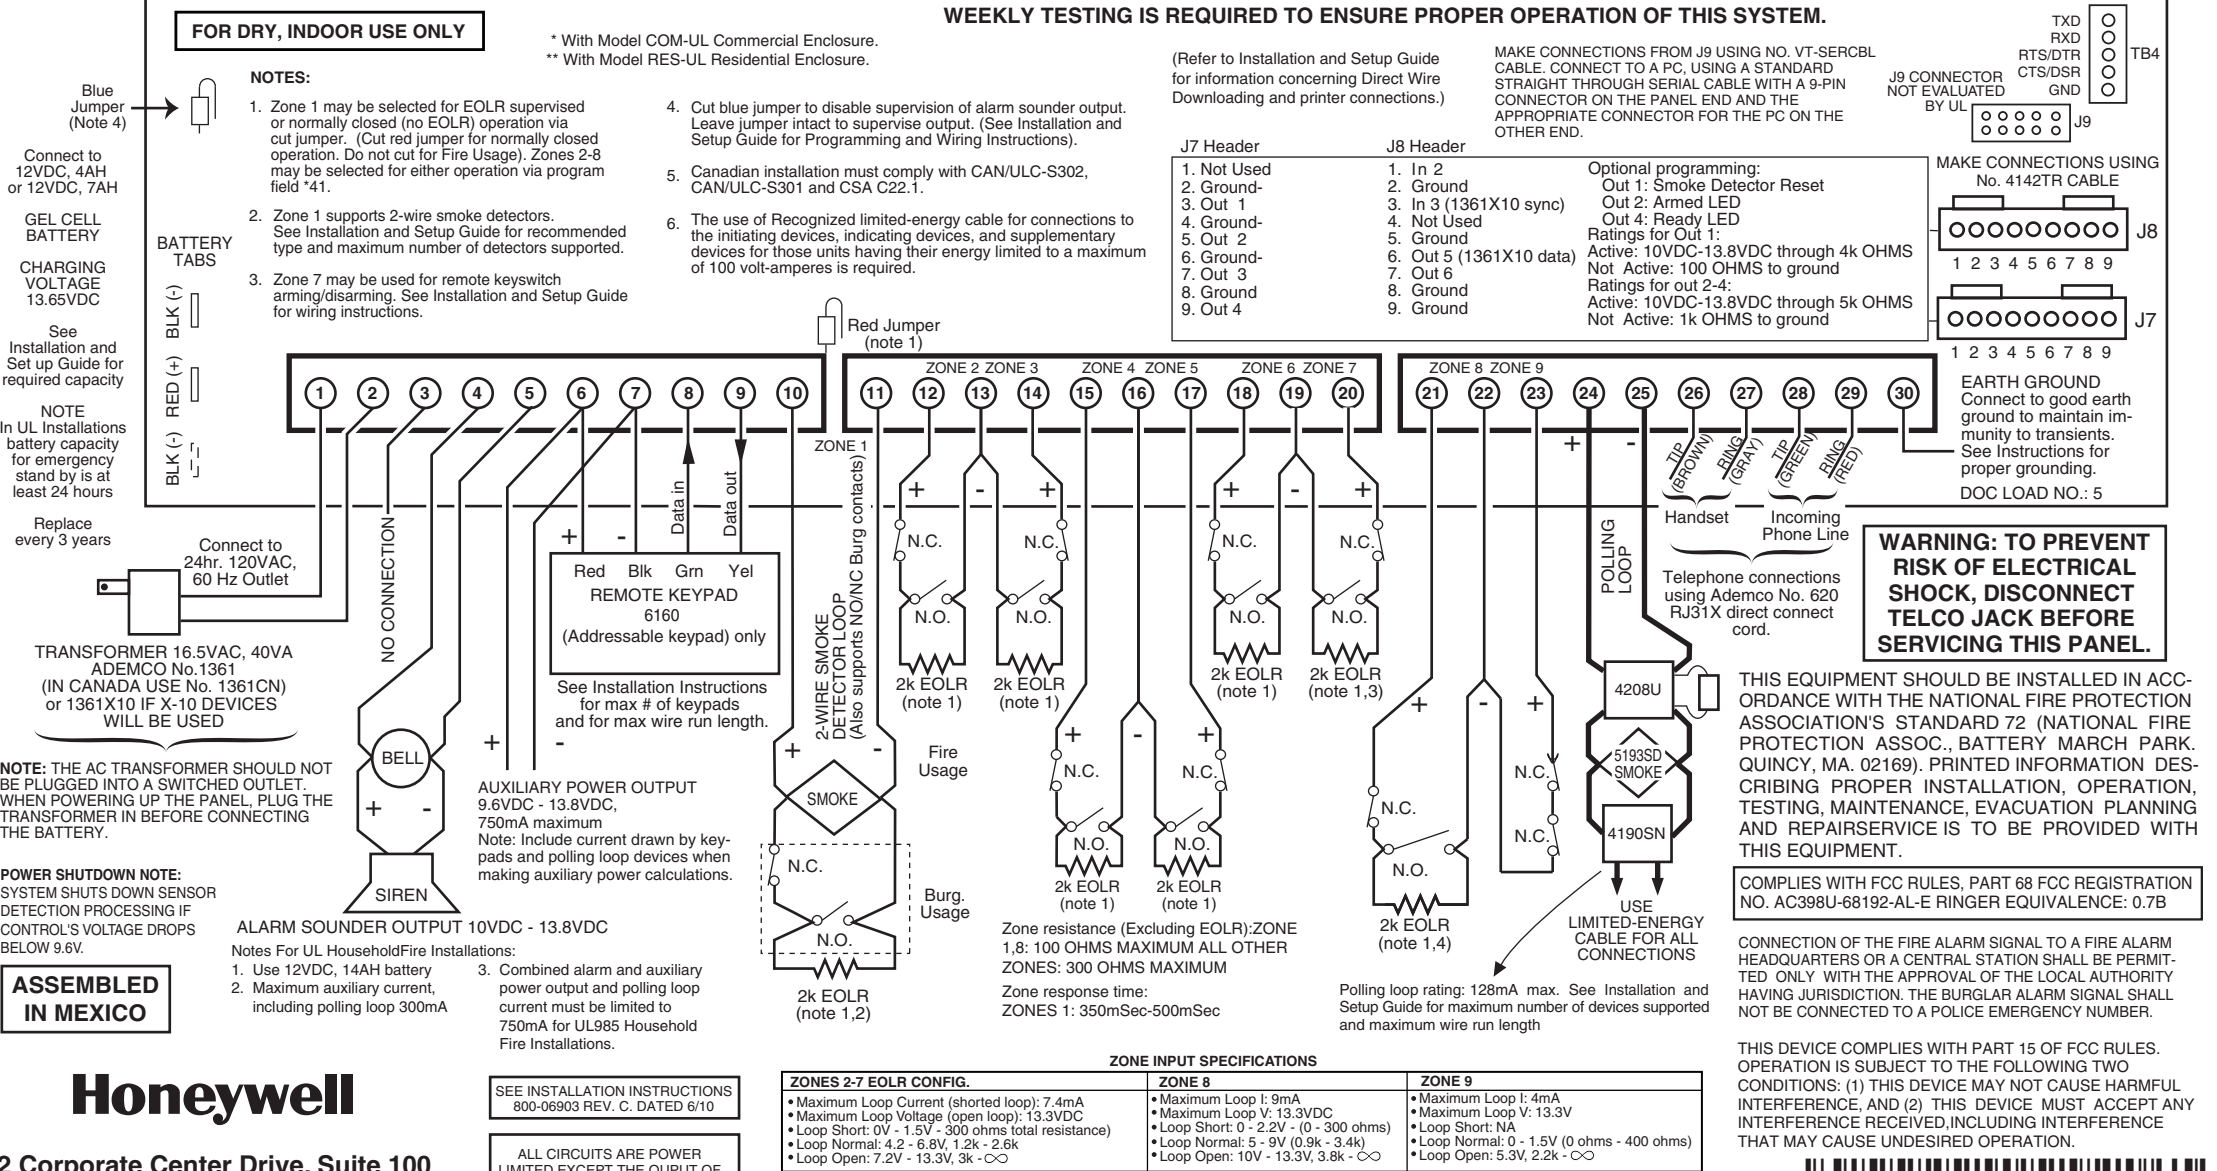 WEEKLY TESTING IS REQUIRED TO ENSURE PROPER OPERATION OF THIS SYSTEM.
FOR DRY, INDOOR USE ONLY
* With Model COM-UL Commercial Enclosure.
** With Model RES-UL Residential Enclosure.
Blue
Jumper
(Note 4)
Connect to
12VDC, 4AH
or 12VDC, 7AH
GEL CELL
BATTERY
CHARGING
VOLTAGE
13.65VDC
See
Installation and
Set up Guide for
required capacity
NOTE
In UL Installations
battery capacity
for emergency
stand by is at
least 24 hours
Replace
every 3 years
BATTERY
TABS
BLK (-)
RED (+)
BLK (-)
NOTES:
1. Zone 1 may be selected for EOLR supervised
or normally closed (no EOLR) operation via
cut jumper. (Cut red jumper for normally closed
operation. Do not cut for Fire Usage). Zones 2-8
may be selected for either operation via program
field *41.
2. Zone 1 supports 2-wire smoke detectors.
See Installation and Setup Guide for recommended
type and maximum number of detectors supported.
3. Zone 7 may be used for remote keyswitch
arming/disarming. See Installation and Setup Guide
for wiring instructions.
4. Cut blue jumper to disable supervision of alarm sounder output.
Leave jumper intact to supervise output. (See Installation and
Setup Guide for Programming and Wiring Instructions).
5. Canadian installation must comply with CAN/ULC-S302,
CAN/ULC-S301 and CSA C22.1.
6. The use of Recognized limited-energy cable for connections to
the initiating devices, indicating devices, and supplementary
devices for those units having their energy limited to a maximum
of 100 volt-amperes is required.
Red Jumper
(note 1)
(Refer to Installation and Setup Guide
for information concerning Direct Wire
Downloading and printer connections.)
MAKE CONNECTIONS FROM J9 USING NO. VT-SERCBL
CABLE. CONNECT TO A PC, USING A STANDARD
STRAIGHT THROUGH SERIAL CABLE WITH A 9-PIN
CONNECTOR ON THE PANEL END AND THE
APPROPRIATE CONNECTOR FOR THE PC ON THE
OTHER END.
TXD
RXD
RTS/DTR
CTS/DSR
GND
TB4
J9 CONNECTOR
NOT EVALUATED
BY UL
J9
J7 Header
1. Not Used
2. Ground-
3. Out 1
4. Ground-
5. Out 2
6. Ground-
7. Out 3
8. Ground
9. Out 4
J8 Header
1. In 2
2. Ground
3. In 3 (1361X10 sync)
4. Not Used
5. Ground
6. Out 5 (1361X10 data)
7. Out 6
8. Ground
9. Ground
Optional programming:
Out 1: Smoke Detector Reset
Out 2: Armed LED
Out 4: Ready LED
Ratings for Out 1:
Active: 10VDC-13.8VDC through 4k OHMS
Not Active: 100 OHMS to ground
Ratings for out 2-4:
Active: 10VDC-13.8VDC through 5k OHMS
Not Active: 1k OHMS to ground
MAKE CONNECTIONS USING
No. 4142TR CABLE
J8
1 2 3 4 5 6 7 8 9
J7
1 2 3 4 5 6 7 8 9
ZONE 2 ZONE 3 ZONE 4 ZONE 5 ZONE 6 ZONE 7 ZONE 8 ZONE 9
1 2 3 4 5 6 7 8 9 10 11 12 13 14 15 16 17 18 19 20 21 22 23 24 25 26 27 28 29 30
ZONE 1
EARTH GROUND
Connect to good earth
ground to maintain im-
munity to transients.
See Instructions for
proper grounding.
DOC LOAD NO.: 5
+ -
TIP
(BROWN)
RING
(GRAY)
TIP
(GREEN)
RING
(RED)
Handset
Incoming
Phone Line
Telephone connections
using Ademco No. 620
RJ31X direct connect
cord.
WARNING: TO PREVENT
RISK OF ELECTRICAL
SHOCK, DISCONNECT
TELCO JACK BEFORE
SERVICING THIS PANEL.
Connect to
24hr. 120VAC,
60 Hz Outlet
TRANSFORMER 16.5VAC, 40VA
ADEMCO No.1361
(IN CANADA USE No. 1361CN)
or 1361X10 IF X-10 DEVICES
WILL BE USED
NOTE: THE AC TRANSFORMER SHOULD NOT
BE PLUGGED INTO A SWITCHED OUTLET.
WHEN POWERING UP THE PANEL, PLUG THE
TRANSFORMER IN BEFORE CONNECTING
THE BATTERY.
POWER SHUTDOWN NOTE:
SYSTEM SHUTS DOWN SENSOR
DETECTION PROCESSING IF
CONTROL'S VOLTAGE DROPS
BELOW 9.6V.
ASSEMBLED
IN MEXICO
NO CONNECTION
BELL
+ -
SIREN
ALARM SOUNDER OUTPUT 10VDC - 13.8VDC
Notes For UL HouseholdFire Installations:
1. Use 12VDC, 14AH battery
2. Maximum auxiliary current,
including polling loop 300mA
3. Combined alarm and auxiliary
power output and polling loop
current must be limited to
750mA for UL985 Household
Fire Installations.
+ -
Data in
Data out
Red Blk Grn Yel
REMOTE KEYPAD
6160
(Addressable keypad) only
See Installation Instructions
for max # of keypads
and for max wire run length.
+ -
AUXILIARY POWER OUTPUT
9.6VDC - 13.8VDC,
750mA maximum
Note: Include current drawn by key-
pads and polling loop devices when
making auxiliary power calculations.
2-WIRE SMOKE
DETECTOR LOOP
(Also supports NO/NC Burg contacts)
+ -
SMOKE
Fire
Usage
N.C.
N.O.
Burg.
Usage
2k EOLR
(note 1,2)
+ - +
N.C. N.C.
N.O. N.O.
2k EOLR
(note 1)
2k EOLR
(note 1)
+ - +
N.C. N.C.
N.O. N.O.
2k EOLR
(note 1)
2k EOLR
(note 1)
+ - +
N.C. N.C.
N.O. N.O.
2k EOLR
(note 1)
2k EOLR
(note 1,3)
Zone resistance (Excluding EOLR):ZONE
1,8: 100 OHMS MAXIMUM ALL OTHER
ZONES: 300 OHMS MAXIMUM
Zone response time:
ZONES 1: 350mSec-500mSec
+ - +
N.C.
N.O.
N.C.
N.C.
2k EOLR
(note 1,4)
POLLING
LOOP
4208U
5193SD
SMOKE
4190SN
USE
LIMITED-ENERGY
CABLE FOR ALL
CONNECTIONS
Polling loop rating: 128mA max. See Installation and
Setup Guide for maximum number of devices supported
and maximum wire run length
THIS EQUIPMENT SHOULD BE INSTALLED IN ACC-
ORDANCE WITH THE NATIONAL FIRE PROTECTION
ASSOCIATION'S STANDARD 72 (NATIONAL FIRE
PROTECTION ASSOC., BATTERY MARCH PARK.
QUINCY, MA. 02169). PRINTED INFORMATION DES-
CRIBING PROPER INSTALLATION, OPERATION,
TESTING, MAINTENANCE, EVACUATION PLANNING
AND REPAIRSERVICE IS TO BE PROVIDED WITH
THIS EQUIPMENT.
COMPLIES WITH FCC RULES, PART 68 FCC REGISTRATION
NO. AC398U-68192-AL-E RINGER EQUIVALENCE: 0.7B
CONNECTION OF THE FIRE ALARM SIGNAL TO A FIRE ALARM
HEADQUARTERS OR A CENTRAL STATION SHALL BE PERMIT-
TED ONLY WITH THE APPROVAL OF THE LOCAL AUTHORITY
HAVING JURISDICTION. THE BURGLAR ALARM SIGNAL SHALL
NOT BE CONNECTED TO A POLICE EMERGENCY NUMBER.
THIS DEVICE COMPLIES WITH PART 15 OF FCC RULES.
OPERATION IS SUBJECT TO THE FOLLOWING TWO
CONDITIONS: (1) THIS DEVICE MAY NOT CAUSE HARMFUL
INTERFERENCE, AND (2) THIS DEVICE MUST ACCEPT ANY
INTERFERENCE RECEIVED,INCLUDING INTERFERENCE
THAT MAY CAUSE UNDESIRED OPERATION.
Honeywell
2 Corporate Center Drive, Suite 100
SEE INSTALLATION INSTRUCTIONS
800-06903 REV. C. DATED 6/10
ALL CIRCUITS ARE POWER
LIMITED EXCEPT THE OUPUT OF
ZONE INPUT SPECIFICATIONS
ZONES 2-7 EOLR CONFIG.
• Maximum Loop Current (shorted loop): 7.4mA
• Maximum Loop Voltage (open loop): 13.3VDC
• Loop Short: 0V - 1.5V - 300 ohms total resistance)
• Loop Normal: 4.2 - 6.8V, 1.2k - 2.6k
• Loop Open: 7.2V - 13.3V, 3k - ∞
ZONE 8
• Maximum Loop I: 9mA
• Maximum Loop V: 13.3VDC
• Loop Short: 0 - 2.2V - (0 - 300 ohms)
• Loop Normal: 5 - 9V (0.9k - 3.4k)
• Loop Open: 10V - 13.3V, 3.8k - ∞
ZONE 9
• Maximum Loop I: 4mA
• Maximum Loop V: 13.3V
• Loop Short: NA
• Loop Normal: 0 - 1.5V (0 ohms - 400 ohms)
• Loop Open: 5.3V, 2.2k - ∞